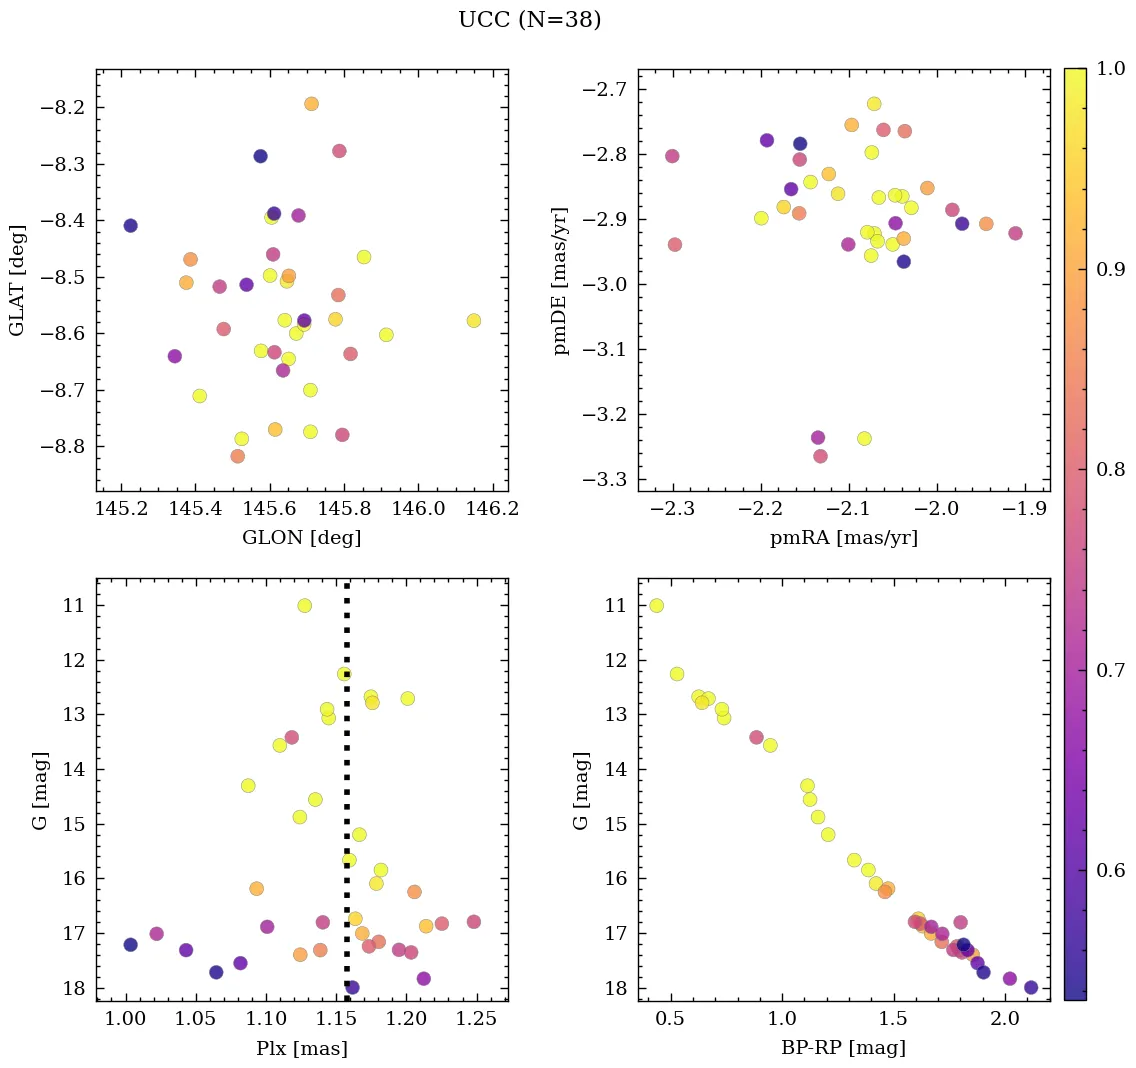 UCC (N=38)
−8.2
−8.3
−8.4
−8.5
−8.6
−8.7
−8.8
GLAT [deg]
145.2 145.4 145.6 145.8 146.0 146.2
GLON [deg]
−2.7
−2.8
−2.9
−3.0
−3.1
−3.2
−3.3
pmDE [mas/yr]
−2.3 −2.2 −2.1 −2.0 −1.9
pmRA [mas/yr]
11
12
13
14
15
16
17
18
G [mag]
1.00 1.05 1.10 1.15 1.20 1.25
Plx [mas]
11
12
13
14
15
16
17
18
G [mag]
0.5 1.0 1.5 2.0
BP-RP [mag]
1.0
0.9
0.8
0.7
0.6